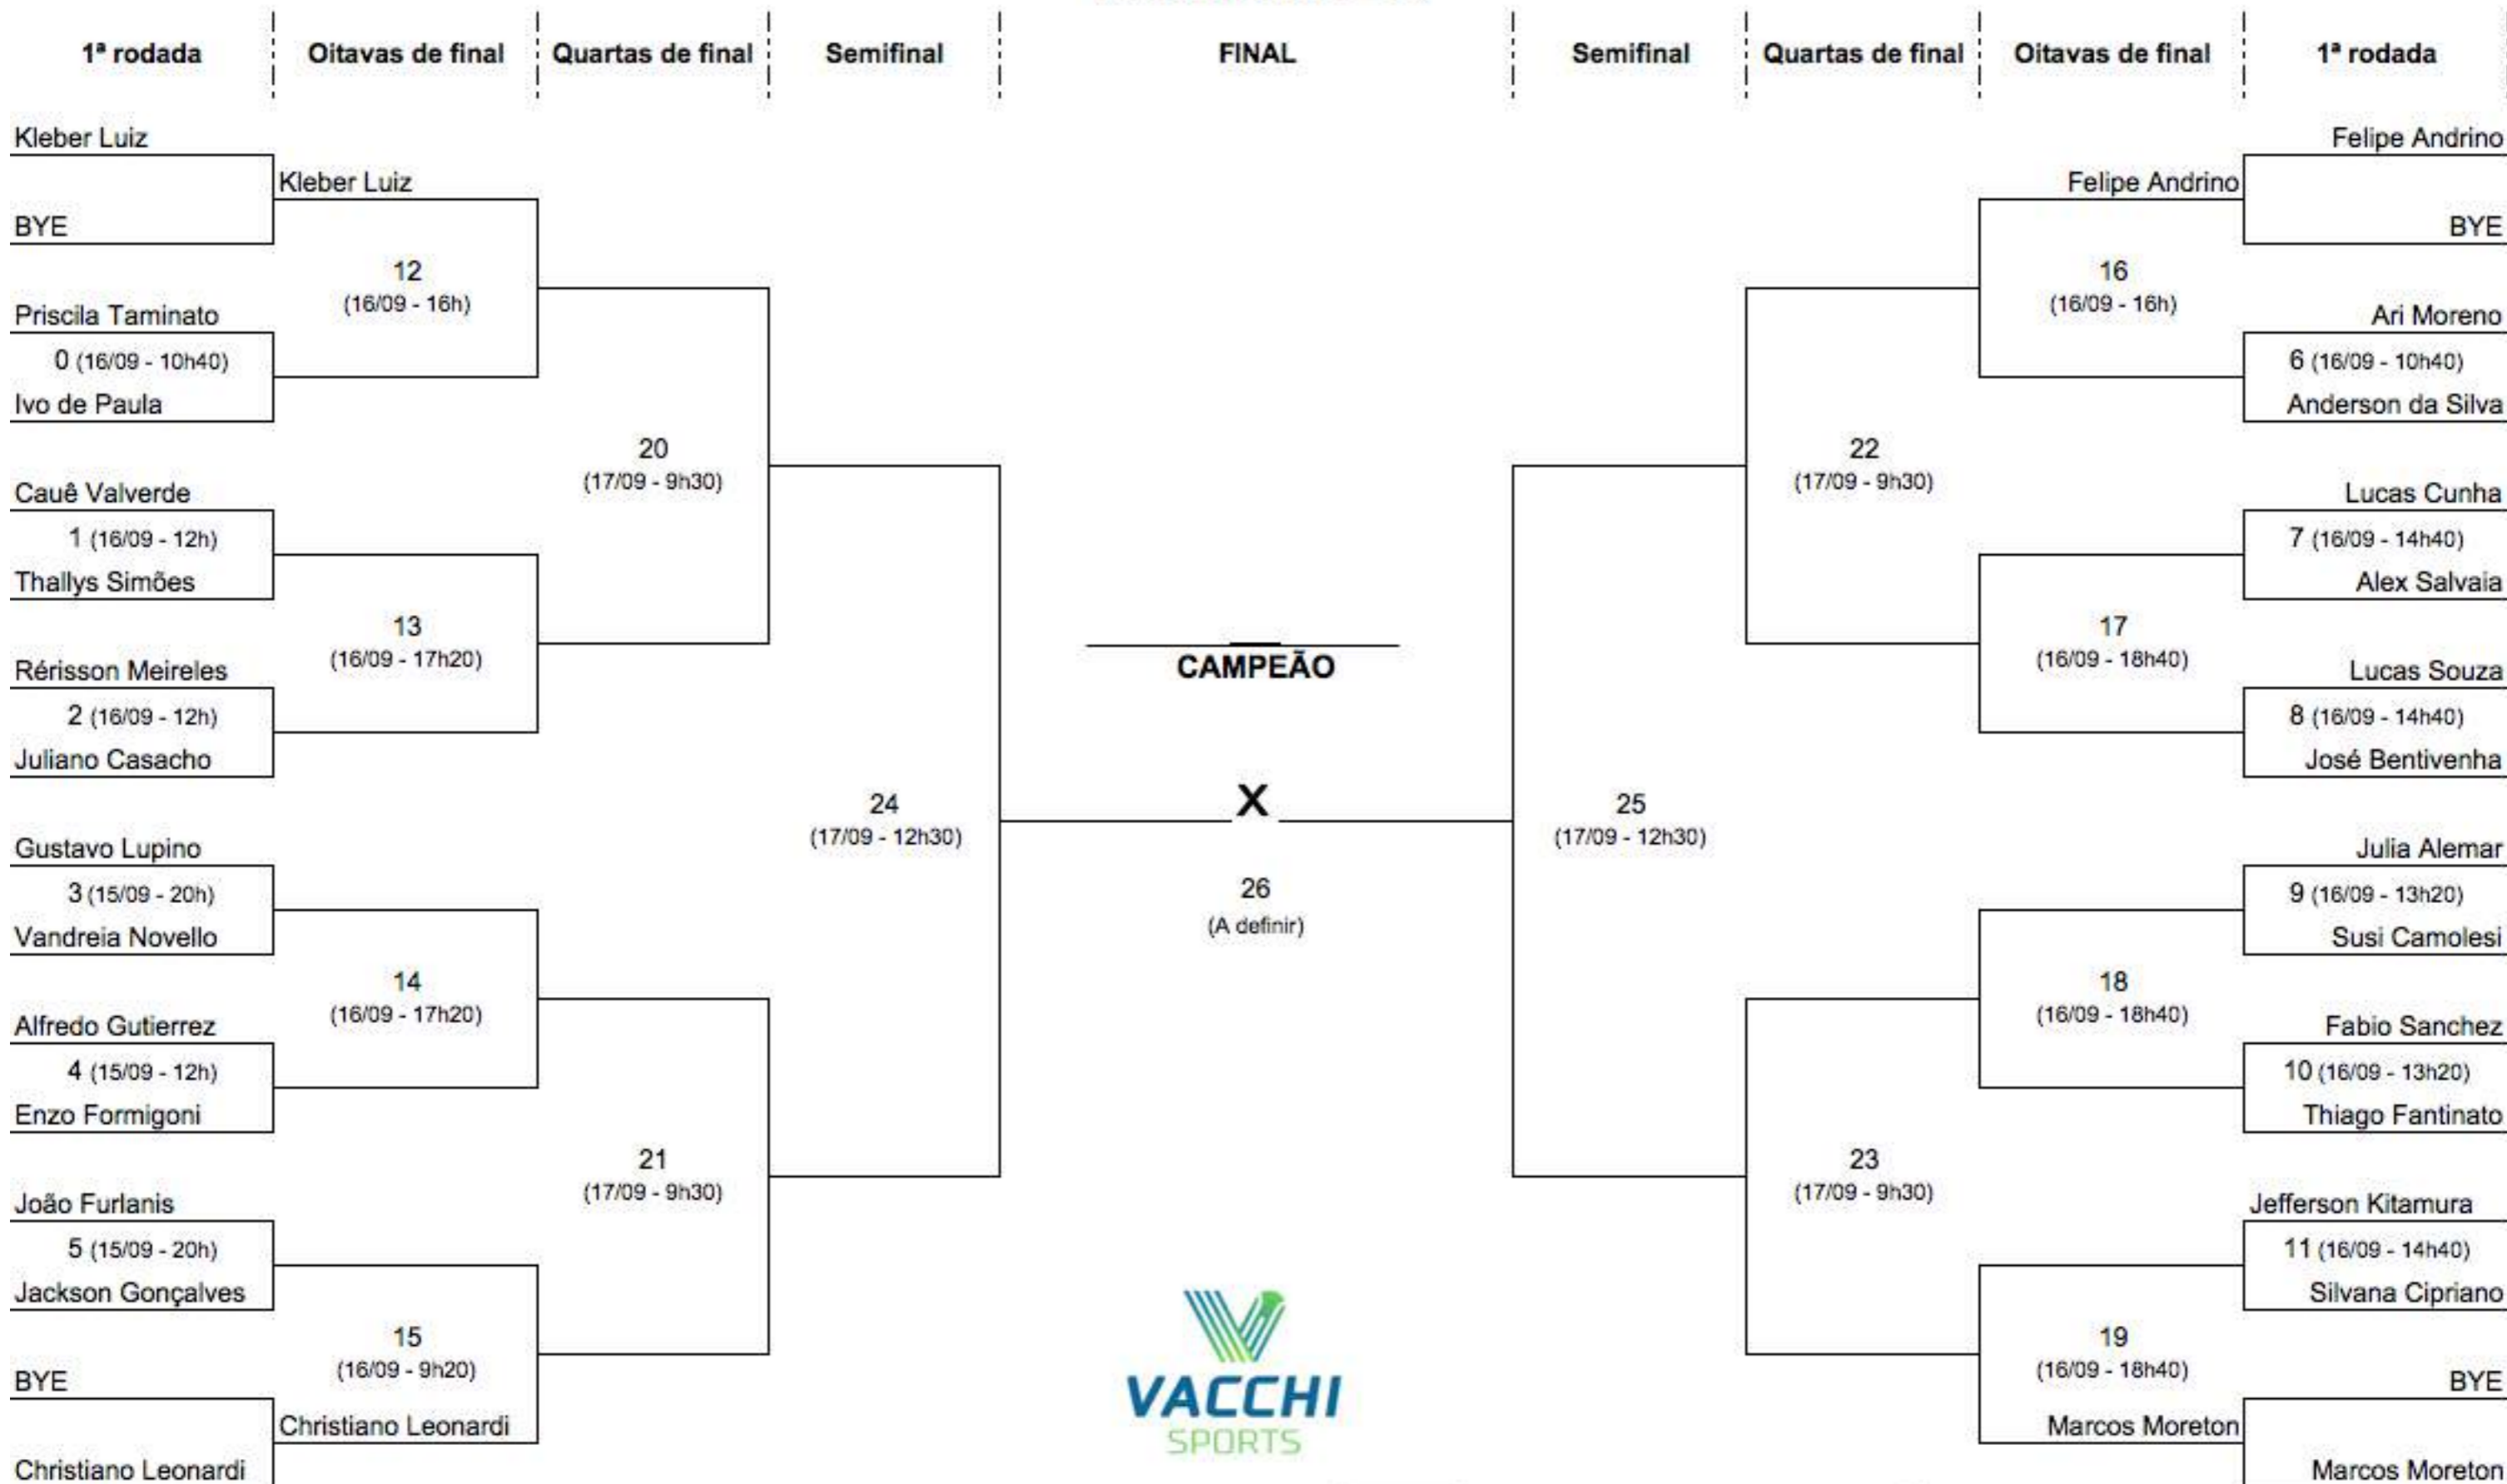 1ª rodada
Oitavas de final
Quartas de final
Semifinal
FINAL
Semifinal
Quartas de final
Oitavas de final
1ª rodada
Kleber Luiz
Kleber Luiz
BYE
12
(16/09 - 16h)
Priscila Taminato
0 (16/09 - 10h40)
Ivo de Paula
20
(17/09 - 9h30)
Cauê Valverde
1 (16/09 - 12h)
Thallys Simões
13
(16/09 - 17h20)
Rérisson Meireles
2 (16/09 - 12h)
Juliano Casacho
24
(17/09 - 12h30)
Gustavo Lupino
3 (15/09 - 20h)
Vandreia Novello
14
(16/09 - 17h20)
Alfredo Gutierrez
4 (15/09 - 12h)
Enzo Formigoni
21
(17/09 - 9h30)
João Furlanis
5 (15/09 - 20h)
Jackson Gonçalves
15
(16/09 - 9h20)
BYE
Christiano Leonardi
Christiano Leonardi
CAMPEÃO
X
26
(A definir)
VACCHI
SPORTS
Felipe Andrino
Felipe Andrino
BYE
16
(16/09 - 16h)
Ari Moreno
6 (16/09 - 10h40)
Anderson da Silva
22
(17/09 - 9h30)
Lucas Cunha
7 (16/09 - 14h40)
Alex Salvaia
17
(16/09 - 18h40)
Lucas Souza
8 (16/09 - 14h40)
José Bentivenha
25
(17/09 - 12h30)
Julia Alemar
9 (16/09 - 13h20)
Susi Camolesi
18
(16/09 - 18h40)
Fabio Sanchez
10 (16/09 - 13h20)
Thiago Fantinato
23
(17/09 - 9h30)
Jefferson Kitamura
11 (16/09 - 14h40)
Silvana Cipriano
19
(16/09 - 18h40)
BYE
Marcos Moreton
Marcos Moreton